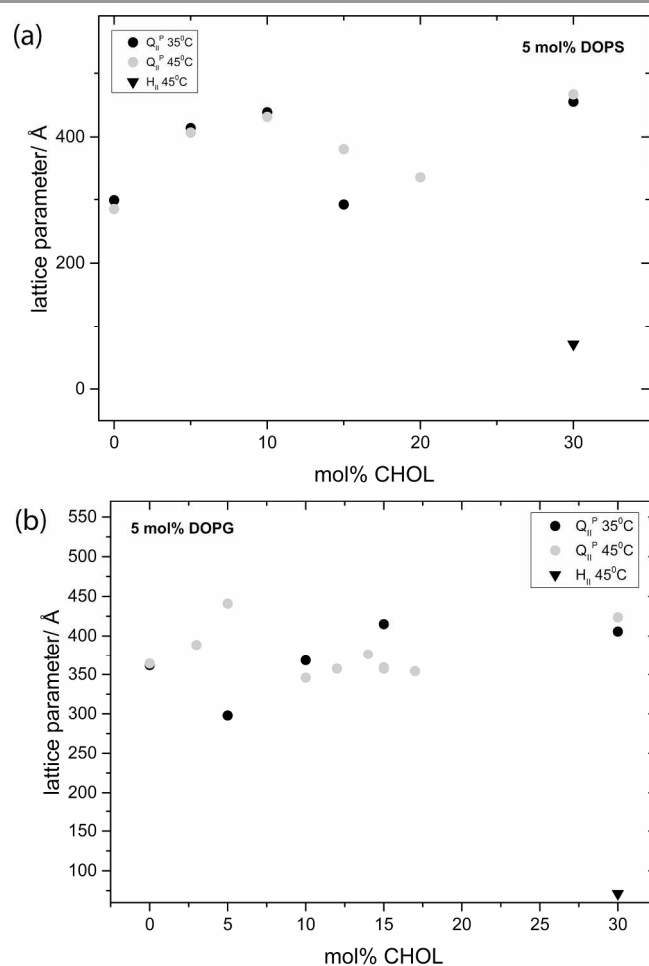 (a)
Q_II^P 35⁰C
Q_II^P 45⁰C
H_II 45⁰C
5 mol% DOPS
lattice parameter/ Å
400
200
0
0 10 20 30
mol% CHOL
(b)
5 mol% DOPG
Q_II^P 35⁰C
Q_II^P 45⁰C
H_II 45⁰C
lattice parameter/ Å
550
500
450
400
350
300
250
200
150
100
0 5 10 15 20 25 30
mol% CHOL